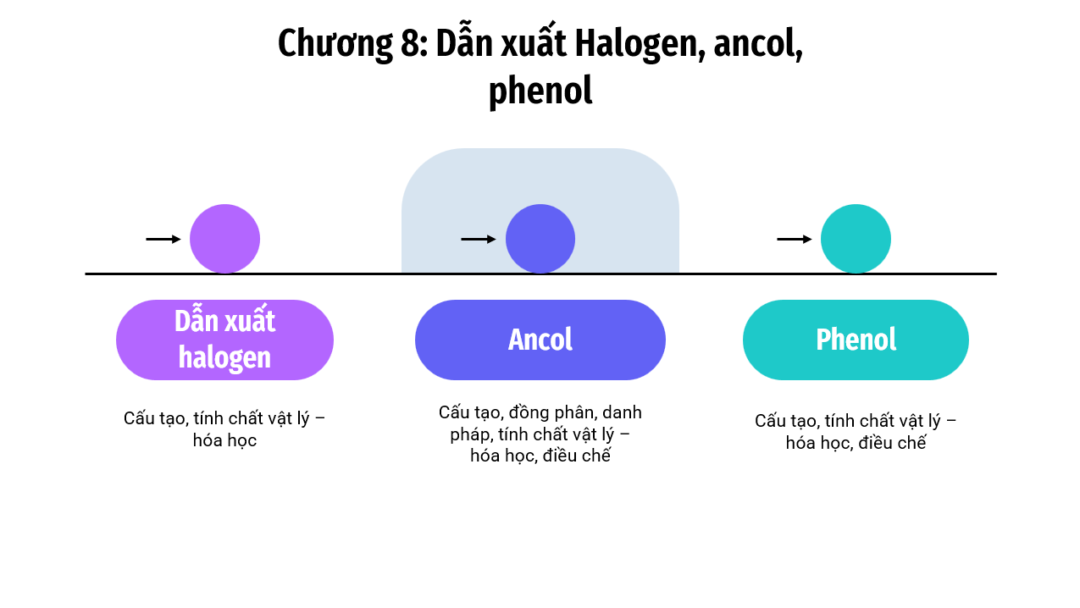 Chương 8: Dẫn xuất Halogen, ancol,
phenol
Dẫn xuất
halogen
Ancol
Phenol
Cấu tạo, tính chất vật lý –
hóa học
Cấu tạo, đồng phân, danh
pháp, tính chất vật lý –
hóa học, điều chế
Cấu tạo, tính chất vật lý –
hóa học, điều chế